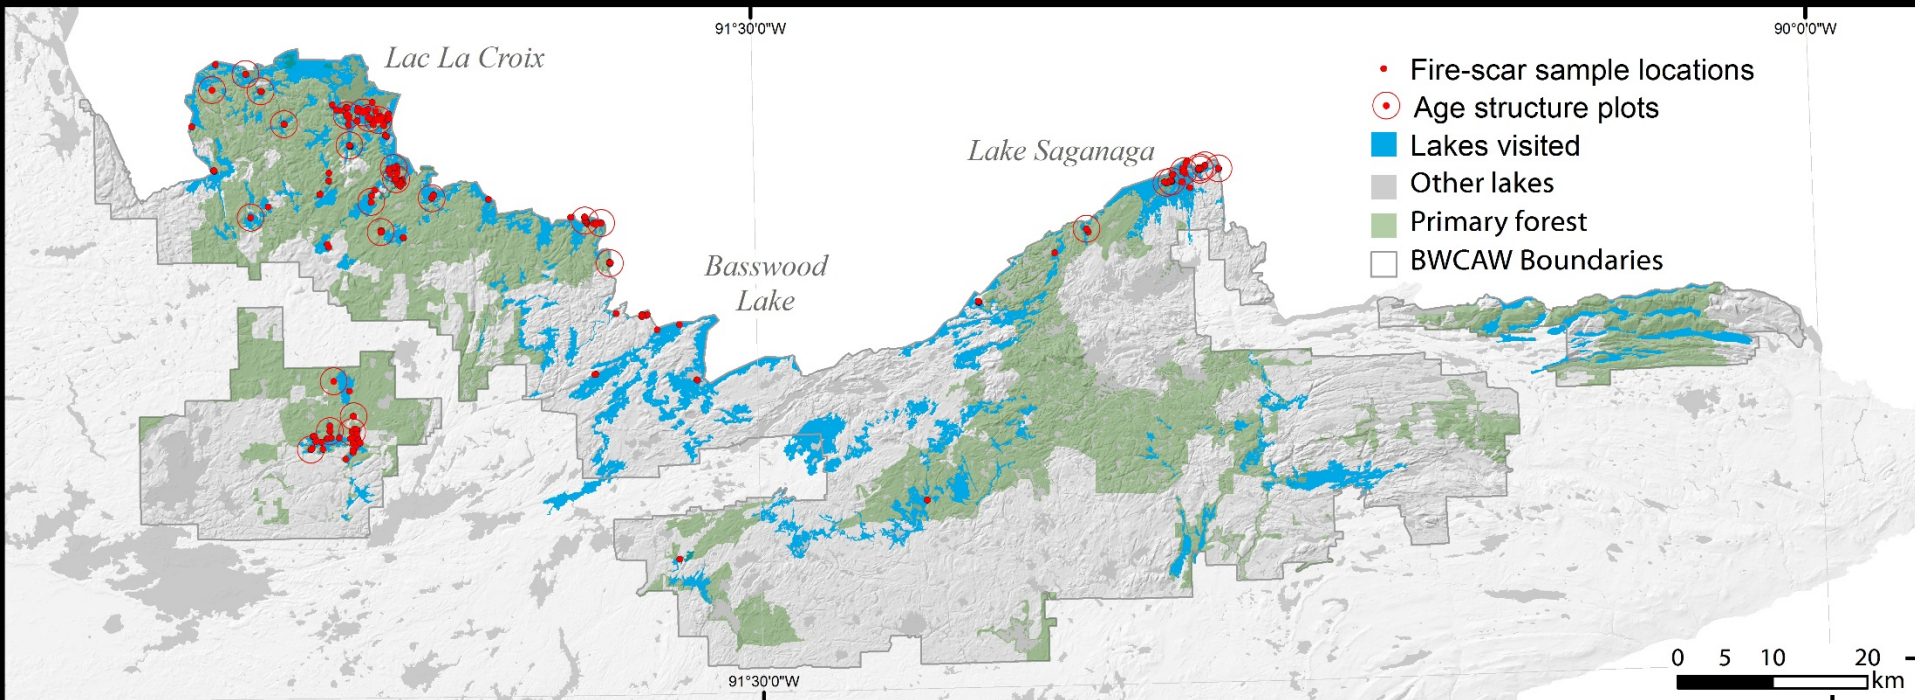 91°30'0"W
90°0'0"W
Lac La Croix
Fire-scar sample locations
Age structure plots
Lake Saganaga
Lakes visited
Other lakes
Primary forest
Basswood
Lake
BWCAW Boundaries
0 5 10 20
km
91°30'0"W